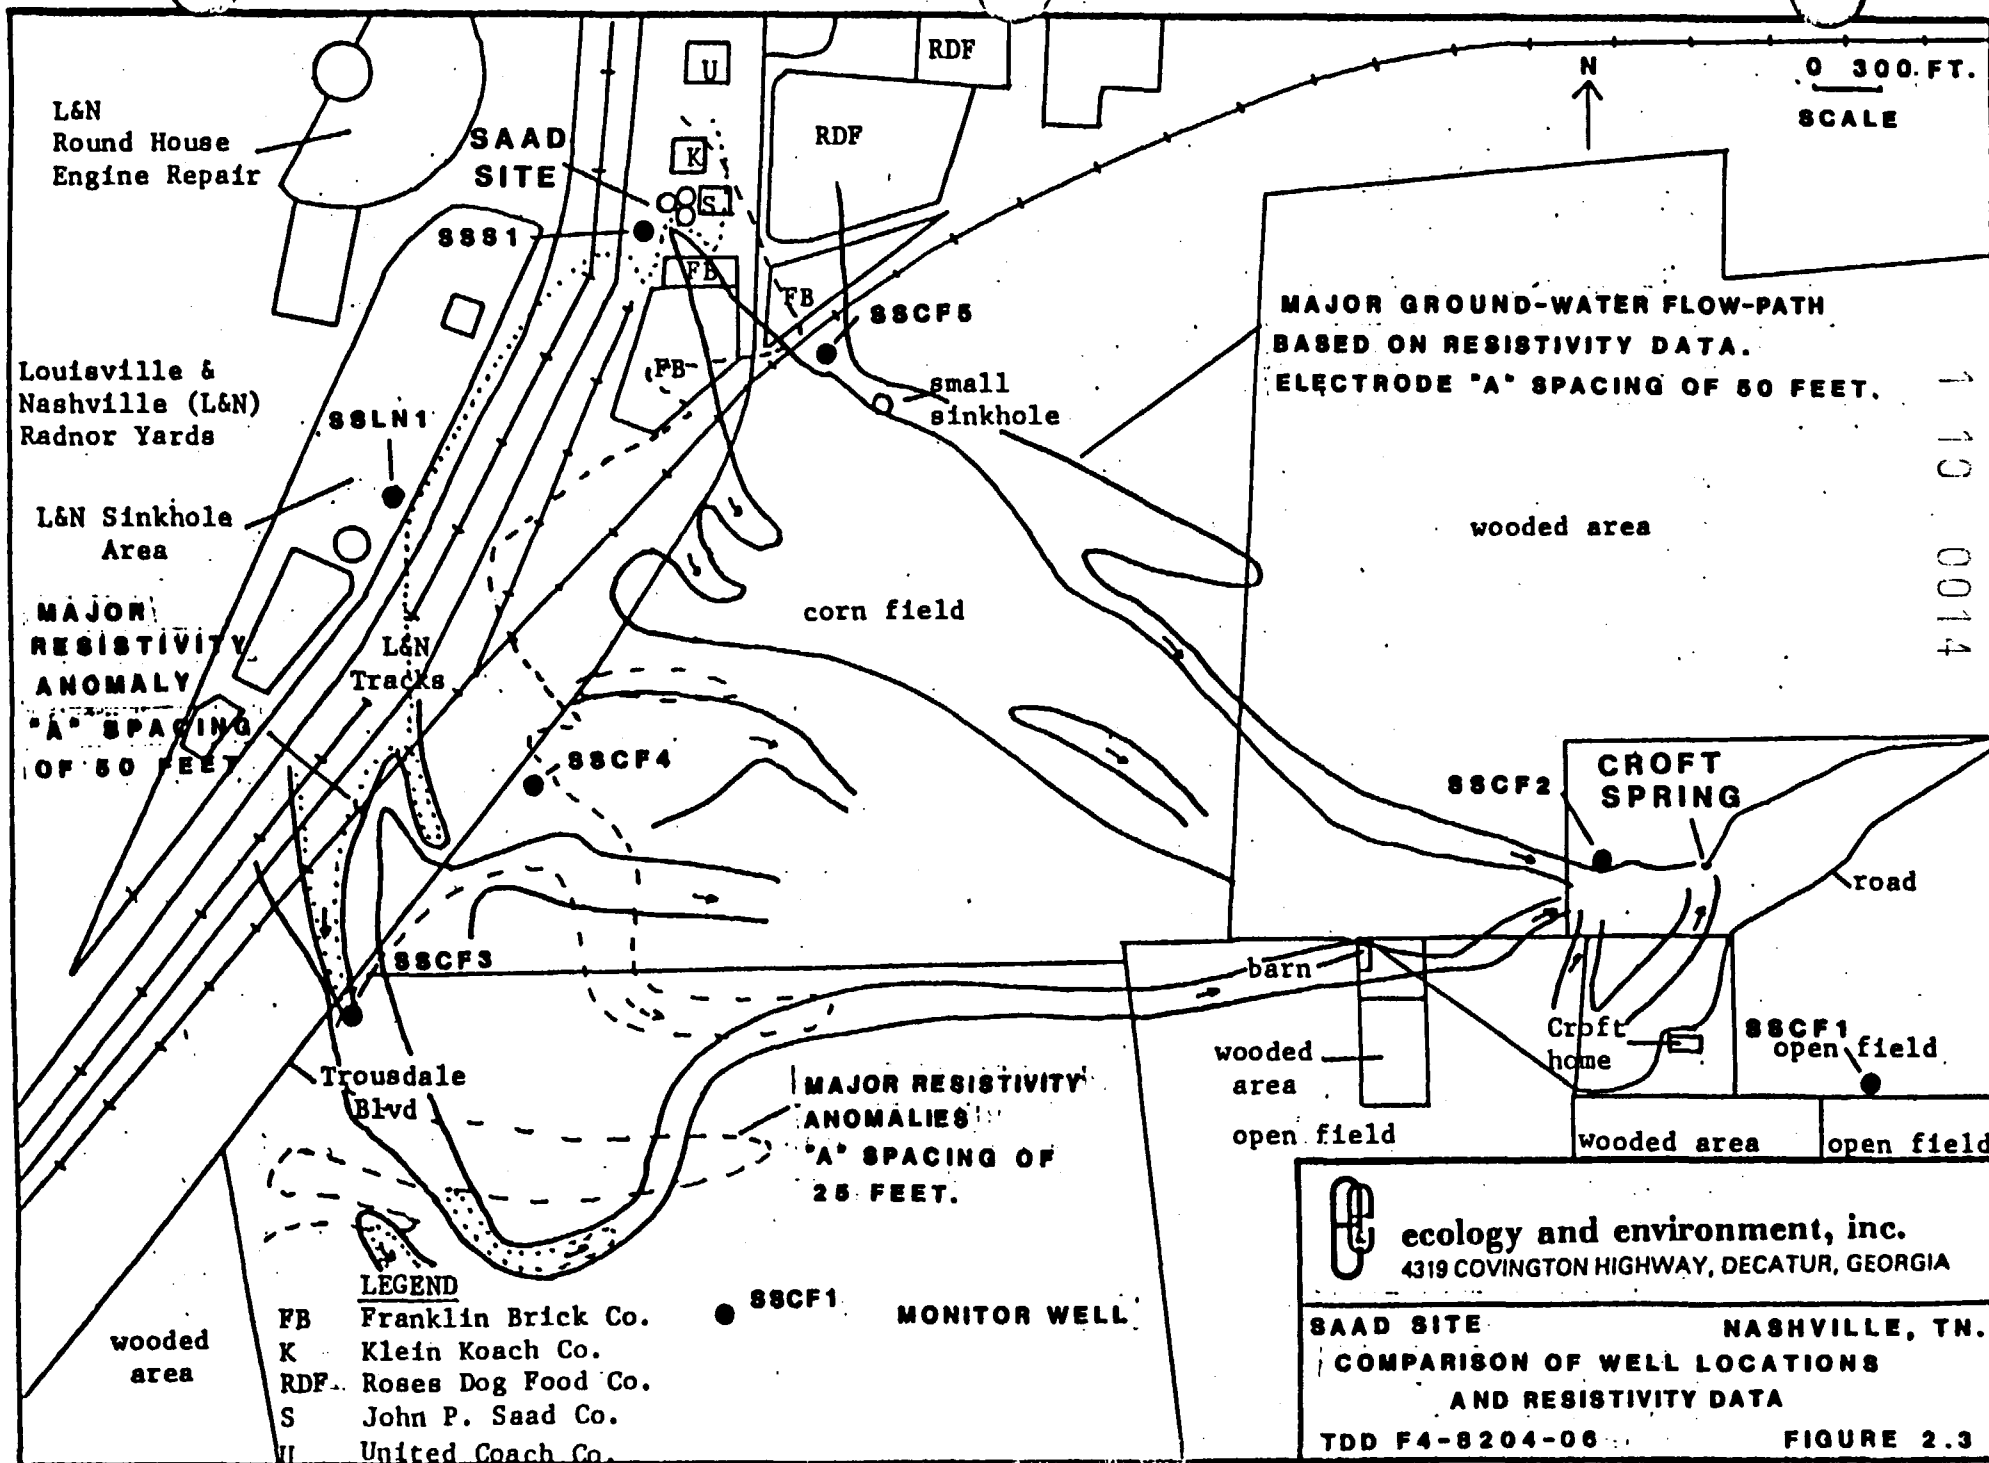 RDF
U
N
0 300 FT.
SCALE
L&N
Round House
Engine Repair
SAAD
SITE
RDF
K
S
SSS1
FB
FB
SSCF5
MAJOR GROUND-WATER FLOW-PATH
BASED ON RESISTIVITY DATA.
ELECTRODE "A" SPACING OF 50 FEET.
Louisville &
Nashville (L&N)
Radnor Yards
FB
small
sinkhole
SSLN1
1 10 0014
L&N Sinkhole
Area
wooded area
corn field
MAJOR
RESISTIVITY
ANOMALY
"A" SPACING
OF 50 FEET
L&N
Tracks
SSCF4
SSCF2
CROFT
SPRING
road
SSCF3
barn
Trousdale
Blvd
MAJOR RESISTIVITY
ANOMALIES
"A" SPACING OF
25 FEET.
wooded
area
Croft
home
SSCF1
open field
open field
wooded area
open field
wooded
area
LEGEND
FB Franklin Brick Co.
K Klein Koach Co.
RDF Roses Dog Food Co.
S John P. Saad Co.
U United Coach Co.
SSCF1 MONITOR WELL
ecology and environment, inc.
4319 COVINGTON HIGHWAY, DECATUR, GEORGIA
SAAD SITE NASHVILLE, TN.
COMPARISON OF WELL LOCATIONS
AND RESISTIVITY DATA
TDD F4-8204-06 FIGURE 2.3